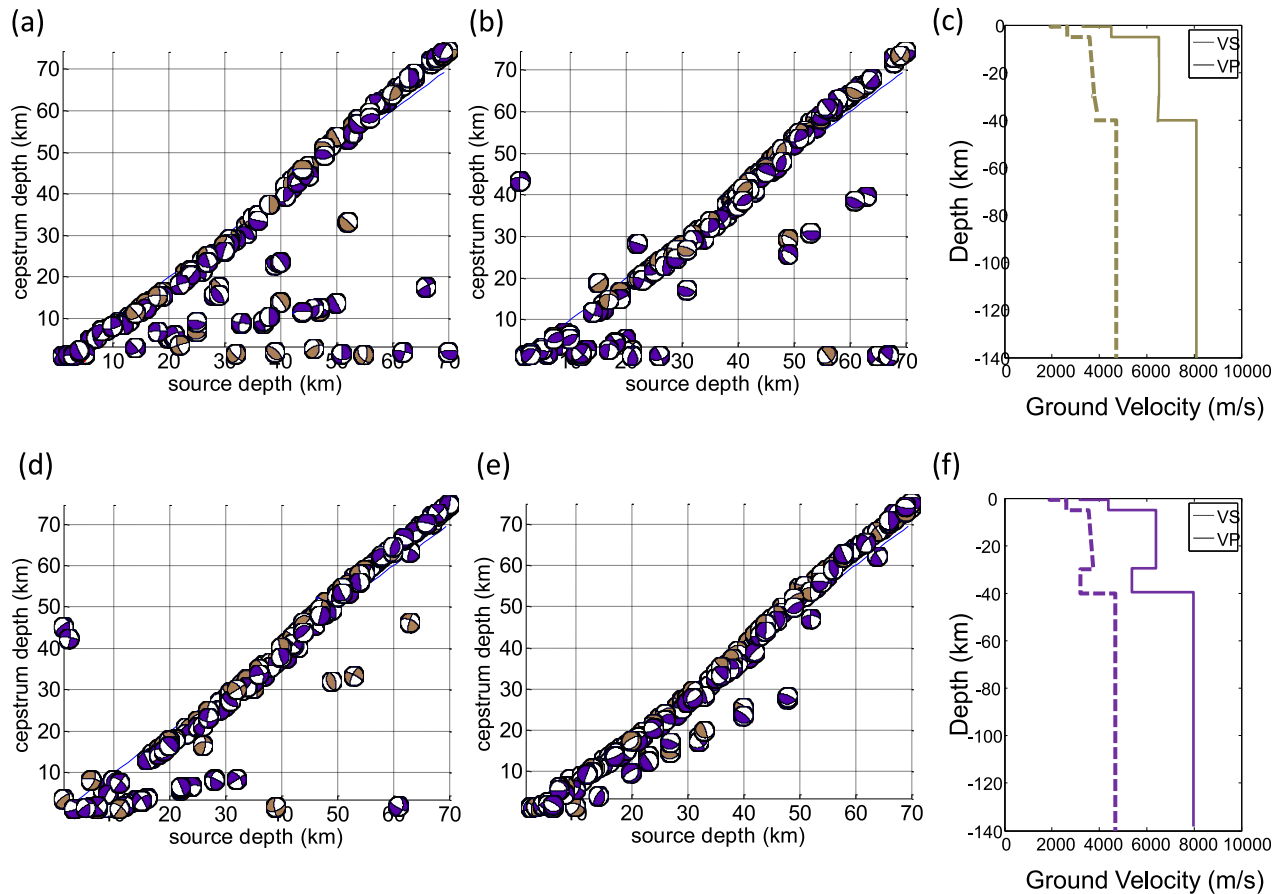 (a)
(b)
(c)
cepstrum depth (km)
70
60
50
40
30
20
10
10 20 30 40 50 60 70
source depth (km)
cepstrum depth (km)
70
60
50
40
30
20
10
10 20 30 40 50 60 70
source depth (km)
Depth (km)
0
-20
-40
-60
-80
-100
-120
-140
0 2000 4000 6000 8000 10000
Ground Velocity (m/s)
VS
VP
(d)
(e)
(f)
cepstrum depth (km)
70
60
50
40
30
20
10
10 20 30 40 50 60 70
source depth (km)
cepstrum depth (km)
70
60
50
40
30
20
10
10 20 30 40 50 60 70
source depth (km)
Depth (km)
0
-20
-40
-60
-80
-100
-120
-140
0 2000 4000 6000 8000 10000
Ground Velocity (m/s)
VS
VP